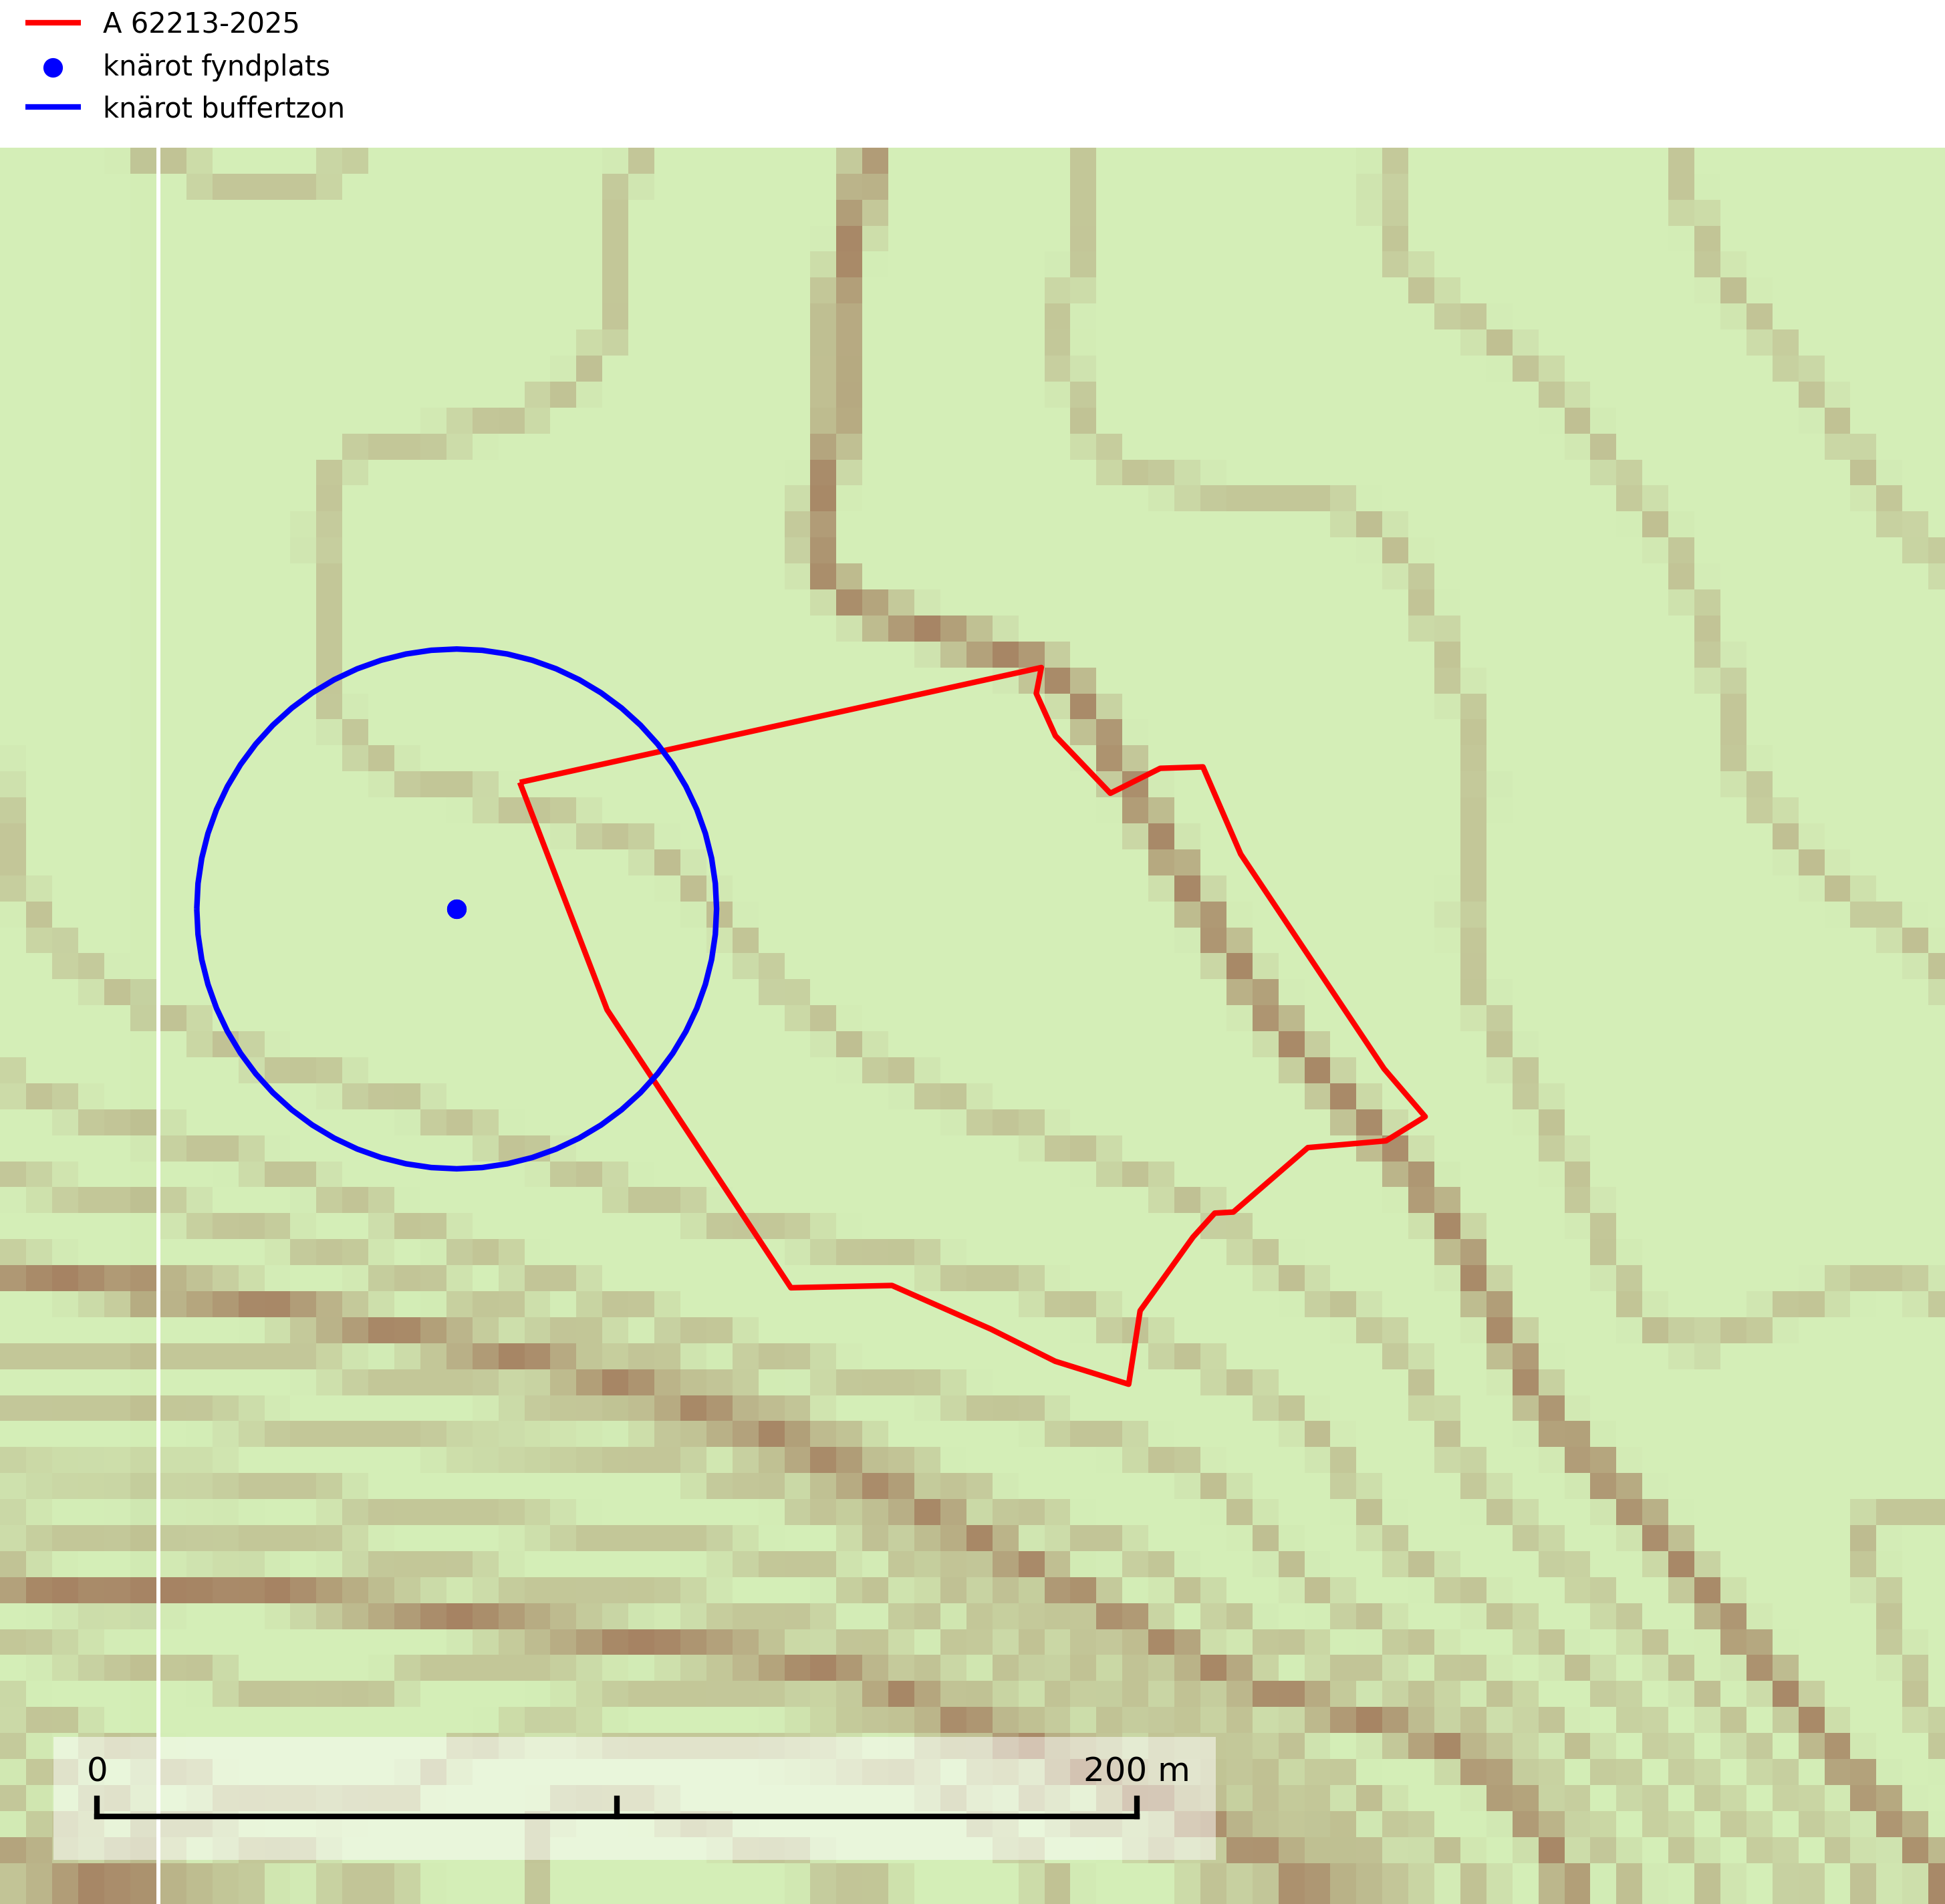 A 62213-2025
knärot fyndplats
knärot buffertzon
0 200 m